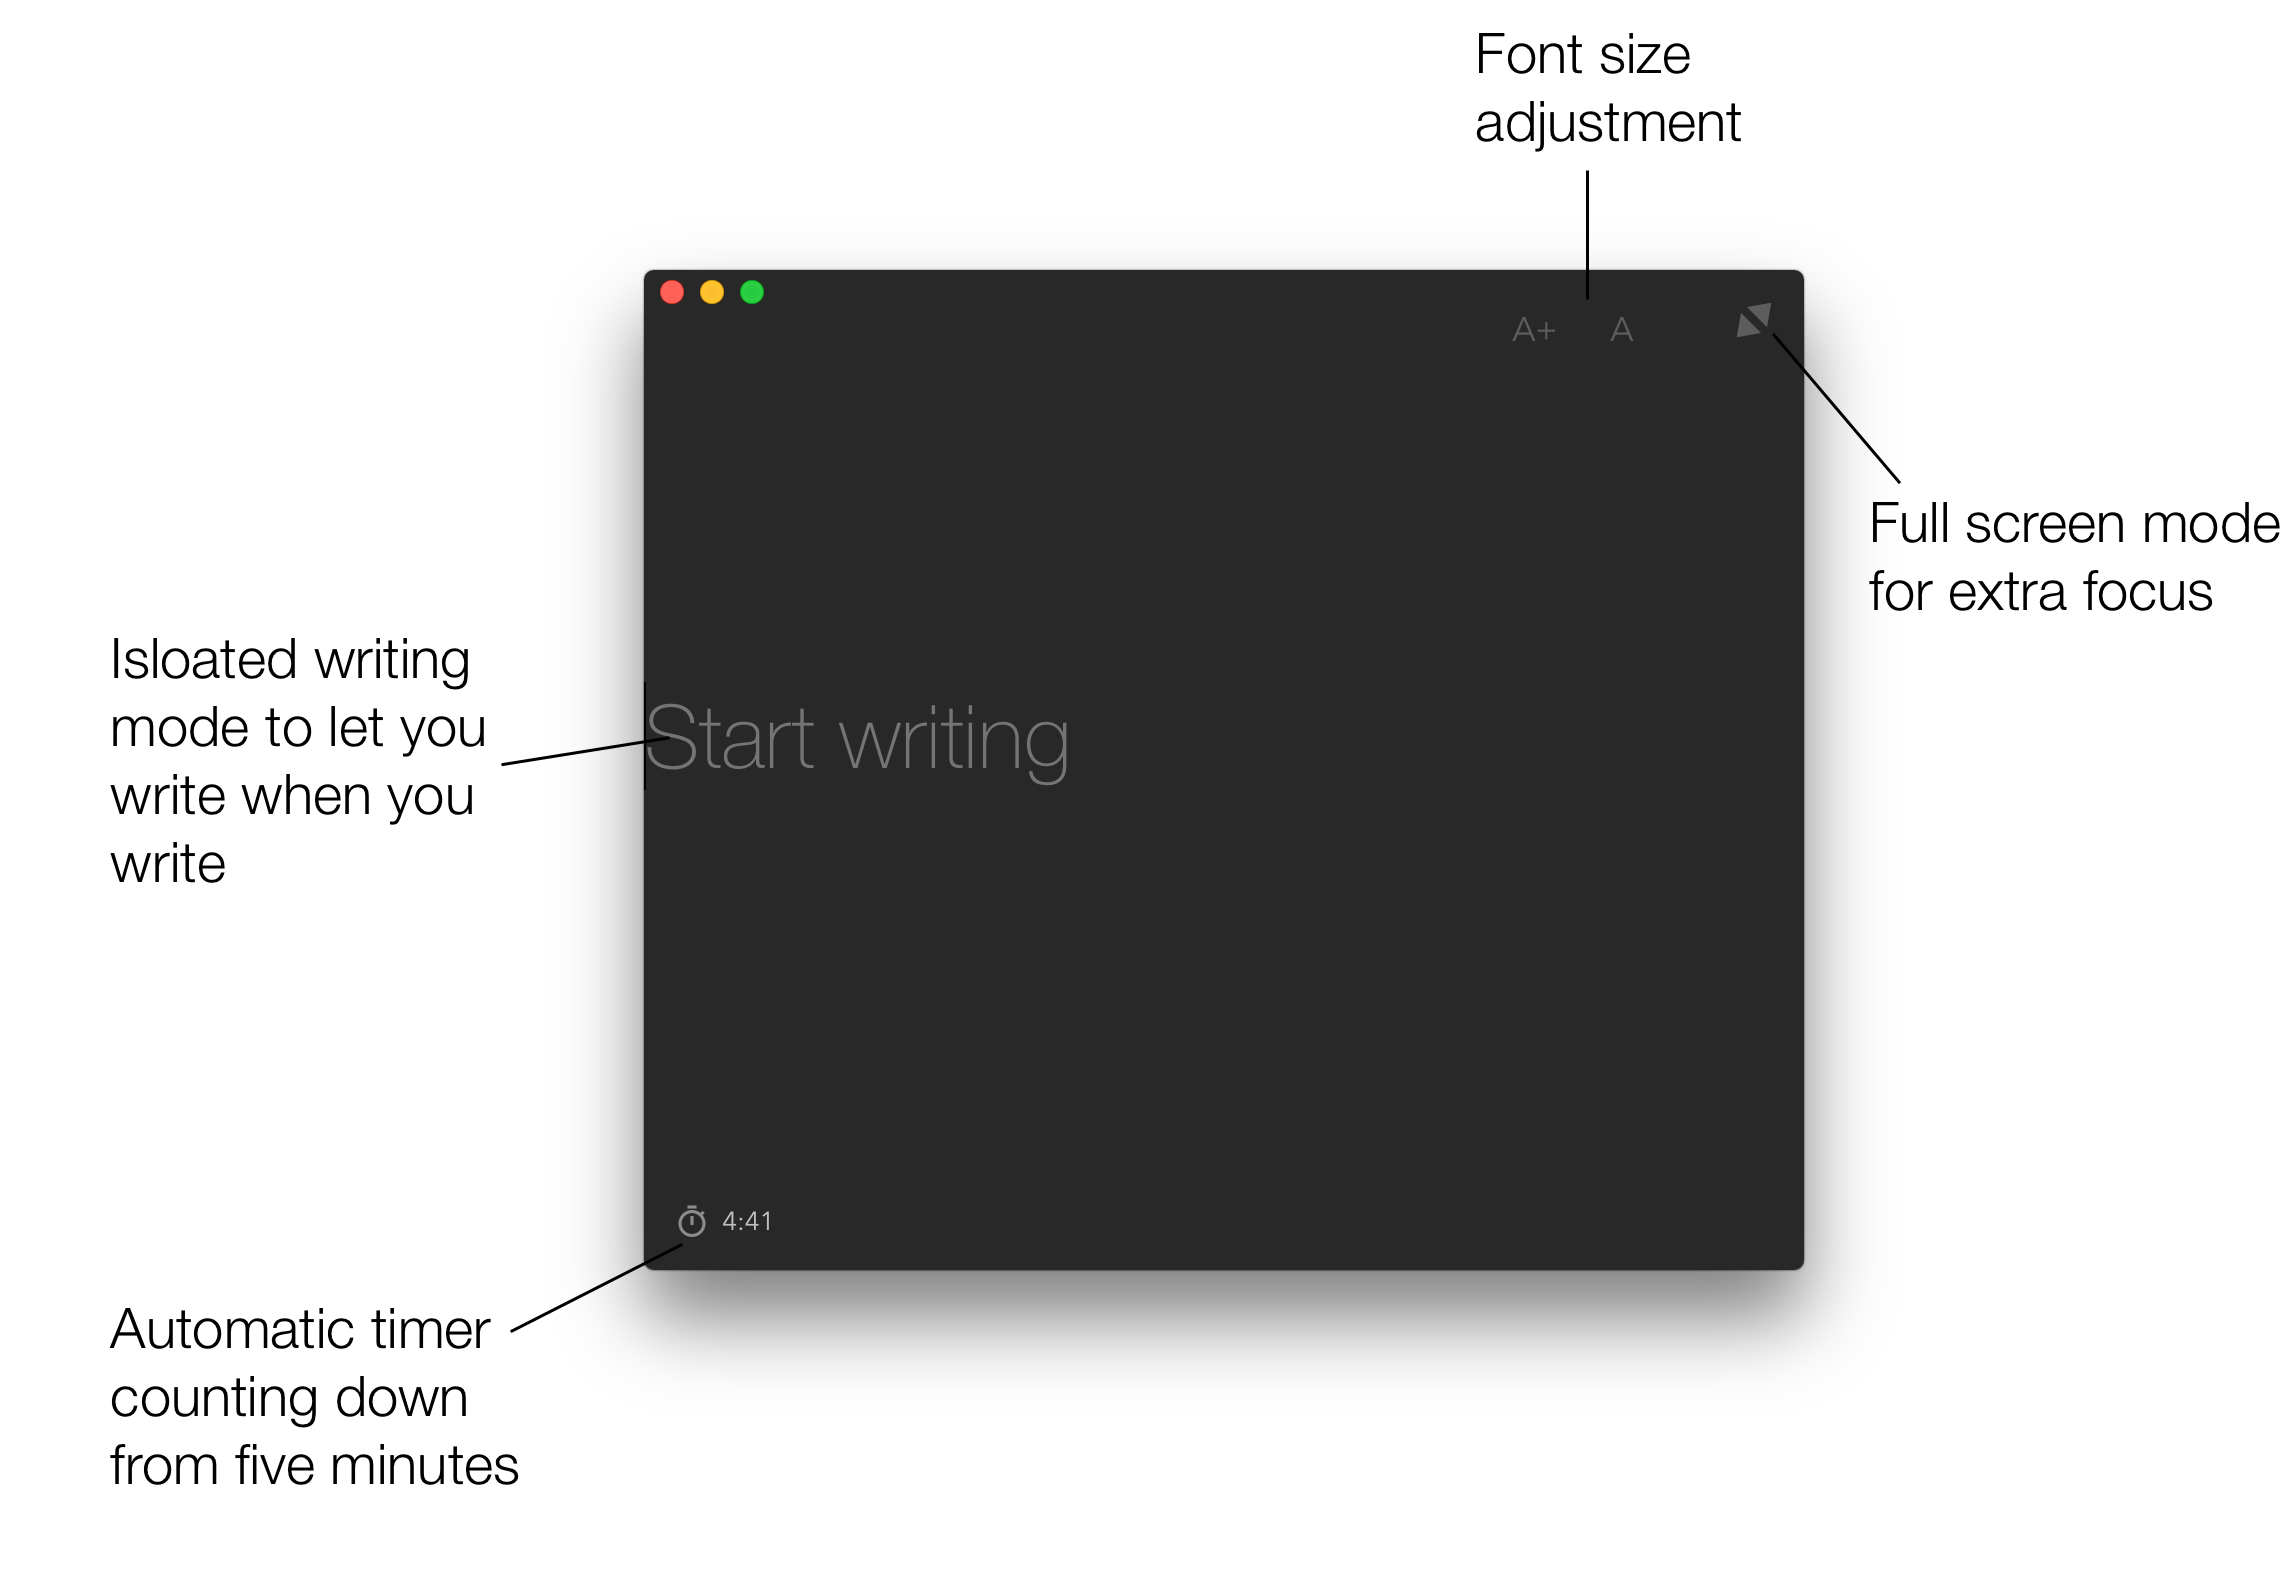 Font size
adjustment
A+ A
Full screen mode
for extra focus
Isloated writing
mode to let you
write when you
write
Start writing
4:41
Automatic timer
counting down
from five minutes